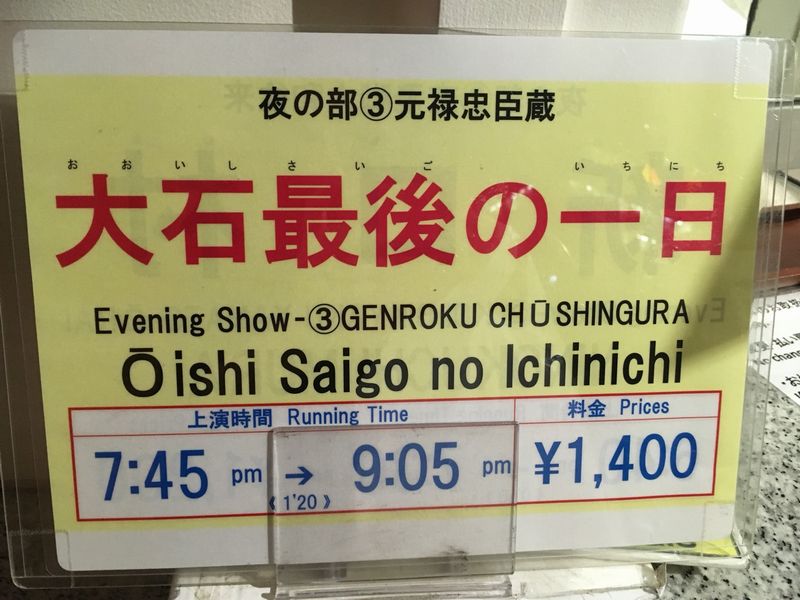 夜の部③元禄忠臣蔵
おおいしさいご いちにち
大石最後の一日
Evening Show-③GENROKU CHŪSHINGURA
Ōishi Saigo no Ichinichi
上演時間 Running Time
料金 Prices
7:45 pm → 9:05 pm
《1'20》
¥1,400